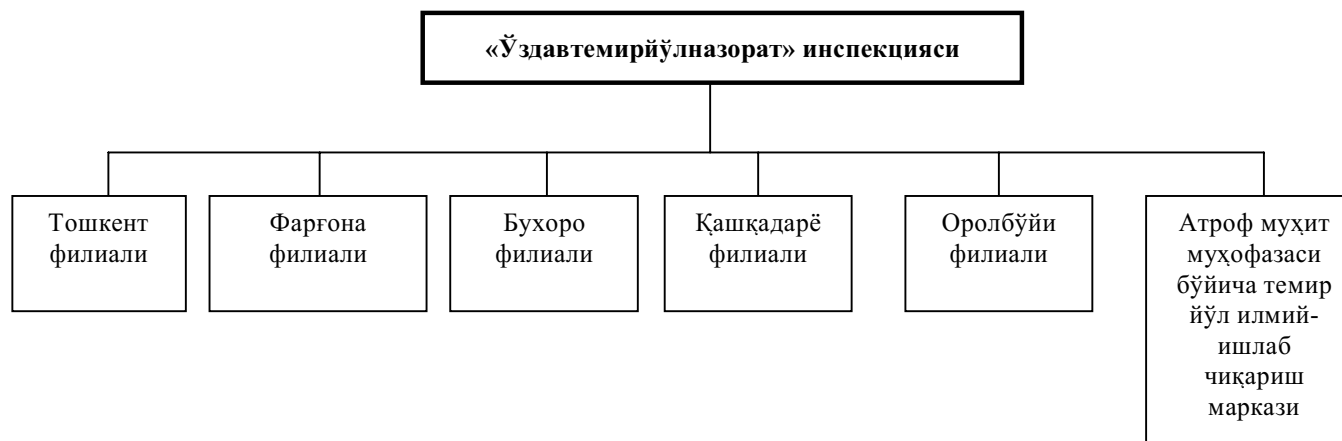 «Ўздавтемирйўлназорат» инспекцияси
Тошкент
филиали
Фарғона
филиали
Бухоро
филиали
Қашқадарё
филиали
Оролбўйи
филиали
Атроф муҳит
муҳофазаси
бўйича темир
йўл илмий-
ишлаб
чиқариш
маркази